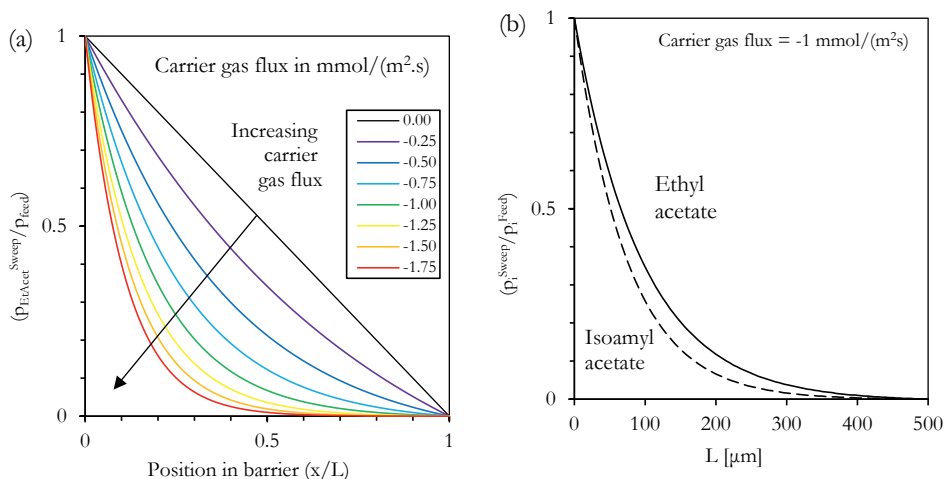 (a)
1
0.5
0
(p_EtAcet^Sweep/p_feed)
Carrier gas flux in mmol/(m².s)
Increasing
carrier
gas flux
0.00
-0.25
-0.50
-0.75
-1.00
-1.25
-1.50
-1.75
0
0.5
1
Position in barrier (x/L)
(b)
1
0.5
0
(p_i^Sweep/p_i^Feed)
Carrier gas flux = -1 mmol/(m²s)
Ethyl
acetate
Isoamyl
acetate
0
100
200
300
400
500
L [µm]